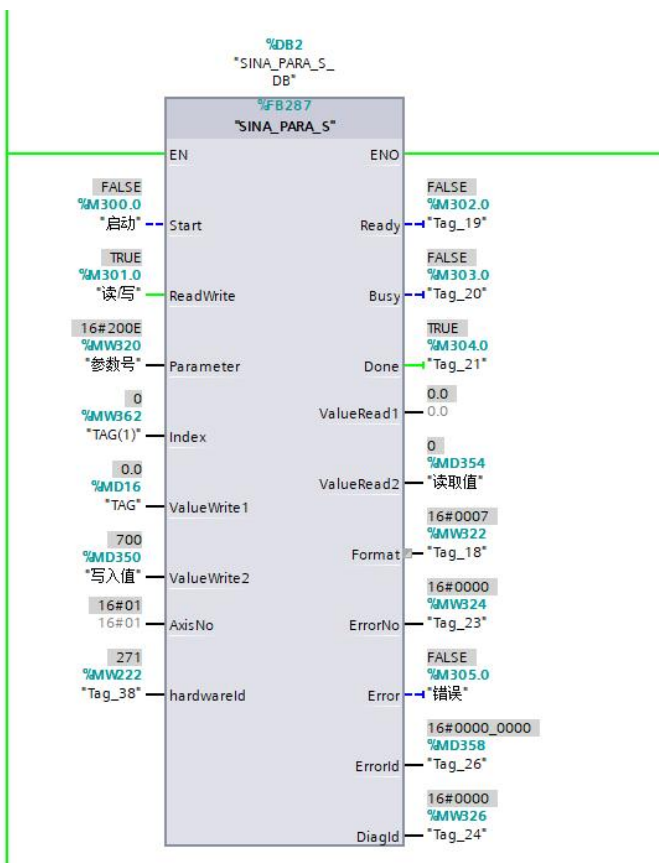 %DB2
"SINA_PARA_S_
DB"
%FB287
"SINA_PARA_S"
EN
ENO
FALSE
%M300.0
"启动"
Start
FALSE
%M302.0
Ready
"Tag_19"
TRUE
%M301.0
"读/写"
ReadWrite
FALSE
%M303.0
Busy
"Tag_20"
16#200E
%MW320
"参数号"
Parameter
TRUE
%M304.0
Done
"Tag_21"
0
%MW362
"TAG(1)"
Index
0.0
ValueRead1
0.0
0.0
%MD16
"TAG"
ValueWrite1
0
%MD354
ValueRead2
"读取值"
700
%MD350
"写入值"
ValueWrite2
16#0007
%MW322
Format
"Tag_18"
16#01
16#01
AxisNo
16#0000
%MW324
ErrorNo
"Tag_23"
271
%MW222
"Tag_38"
hardwareId
FALSE
%M305.0
Error
"错误"
16#0000_0000
%MD358
ErrorId
"Tag_26"
16#0000
%MW326
DiagId
"Tag_24"